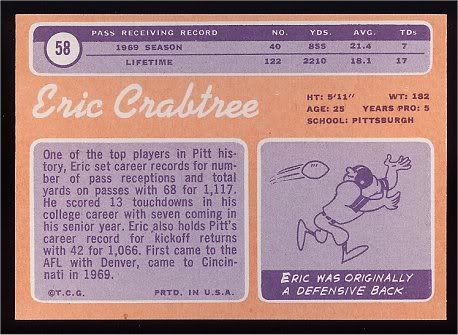 58
PASS RECEIVING RECORD NO. YDS. AVG. TDs
1969 SEASON 40 855 21.4 7
LIFETIME 122 2210 18.1 17
Eric Crabtree
HT: 5'11" WT: 182
AGE: 25 YEARS PRO: 5
SCHOOL: PITTSBURGH
One of the top players in Pitt his-
tory, Eric set career records for num-
ber of pass receptions and total
yards on passes with 68 for 1,117.
He scored 13 touchdowns in his
college career with seven coming in
his senior year. Eric also holds Pitt's
career record for kickoff returns
with 42 for 1,066. First came to the
AFL with Denver, came to Cincin-
nati in 1969.
©T.C.G. PRTD. IN U.S.A.
ERIC WAS ORIGINALLY
A DEFENSIVE BACK